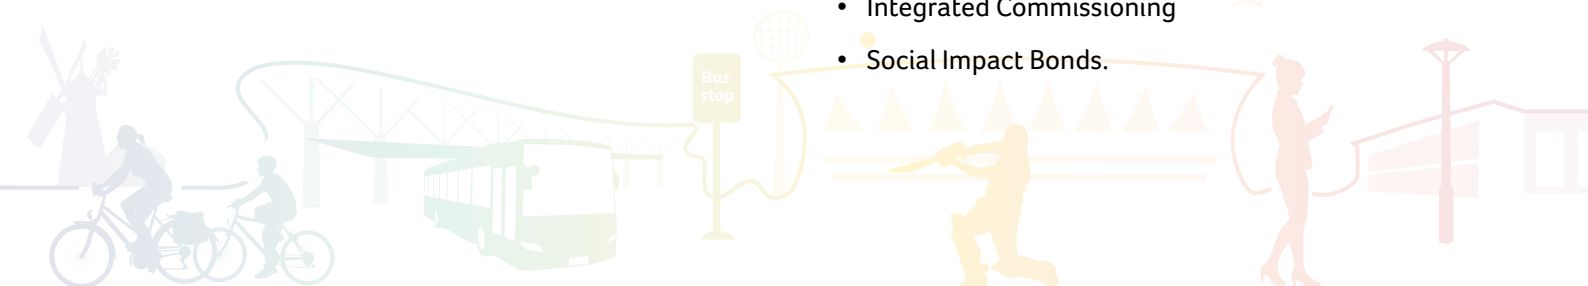 • Integrated Commissioning
• Social Impact Bonds.
Bus
stop